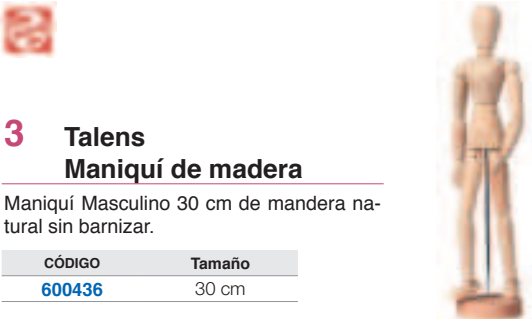 3 Talens
Maniquí de madera
Maniquí Masculino 30 cm de mandera na-
tural sin barnizar.
CÓDIGO Tamaño
600436 30 cm